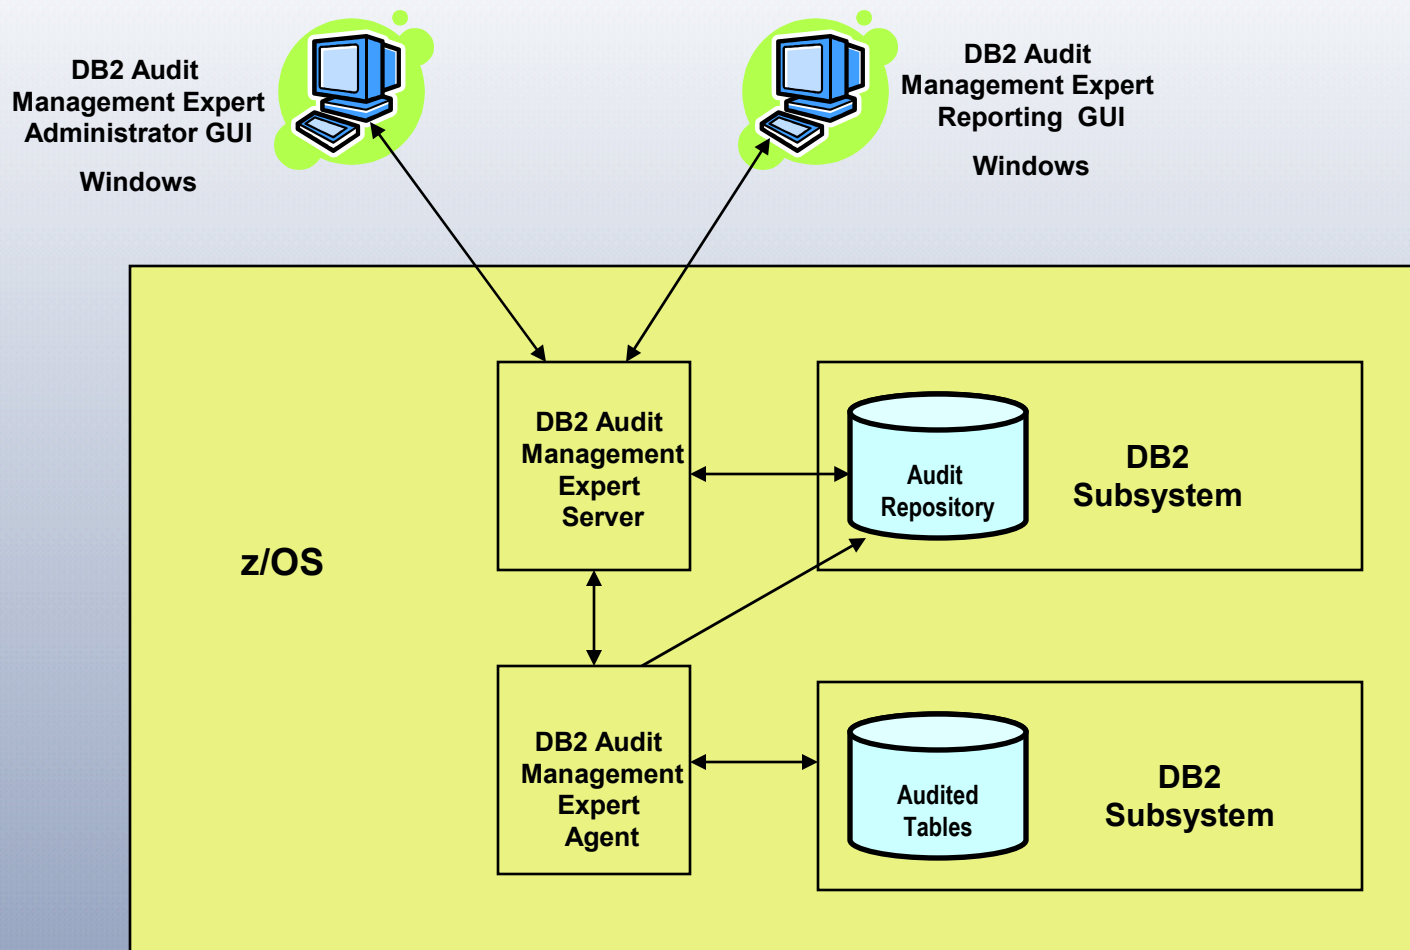 DB2 Audit
Management Expert
Administrator GUI
Windows
DB2 Audit
Management Expert
Reporting GUI
Windows
z/OS
DB2 Audit
Management
Expert
Server
Audit
Repository
DB2
Subsystem
DB2 Audit
Management
Expert
Agent
Audited
Tables
DB2
Subsystem